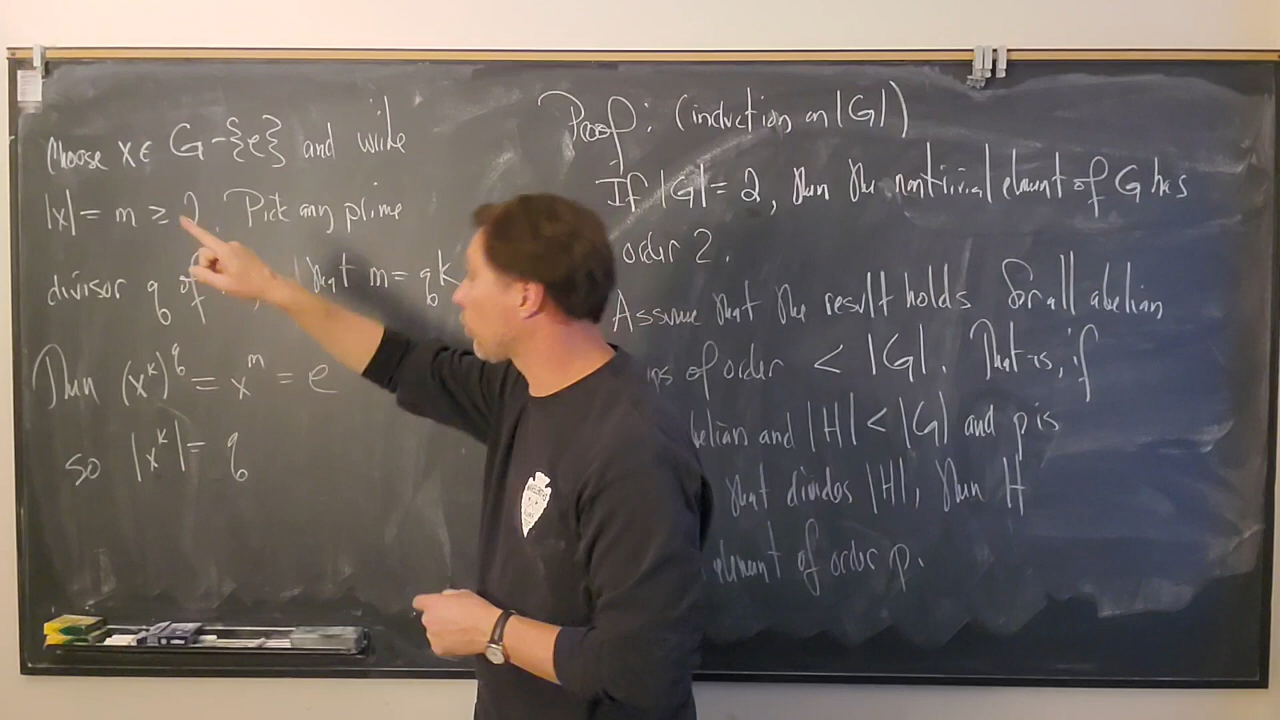 Choose x ∈ G - {e} and write
|x| = m ≥ 2. Pick any prime
divisor q of that m = qk
Then (x^k)^q = x^m = e
so |x^k| = q
Proof: (induction on |G|)
If |G| = 2, then the nontrivial element of G has
order 2.
Assume that the result holds for all abelian
of order < |G|. That is, if
and |H| < |G| and p is
that divides |H|, then H
element of order p.